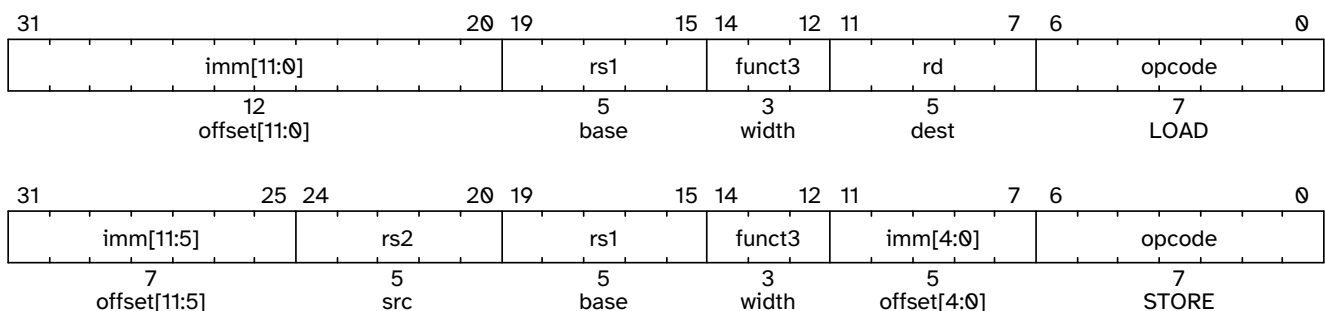 31 20 19 15 14 12 11 7 6 0
imm[11:0] rs1 funct3 rd opcode
12 5 3 5 7
offset[11:0] base width dest LOAD
31 25 24 20 19 15 14 12 11 7 6 0
imm[11:5] rs2 rs1 funct3 imm[4:0] opcode
7 5 5 3 5 7
offset[11:5] src base width offset[4:0] STORE